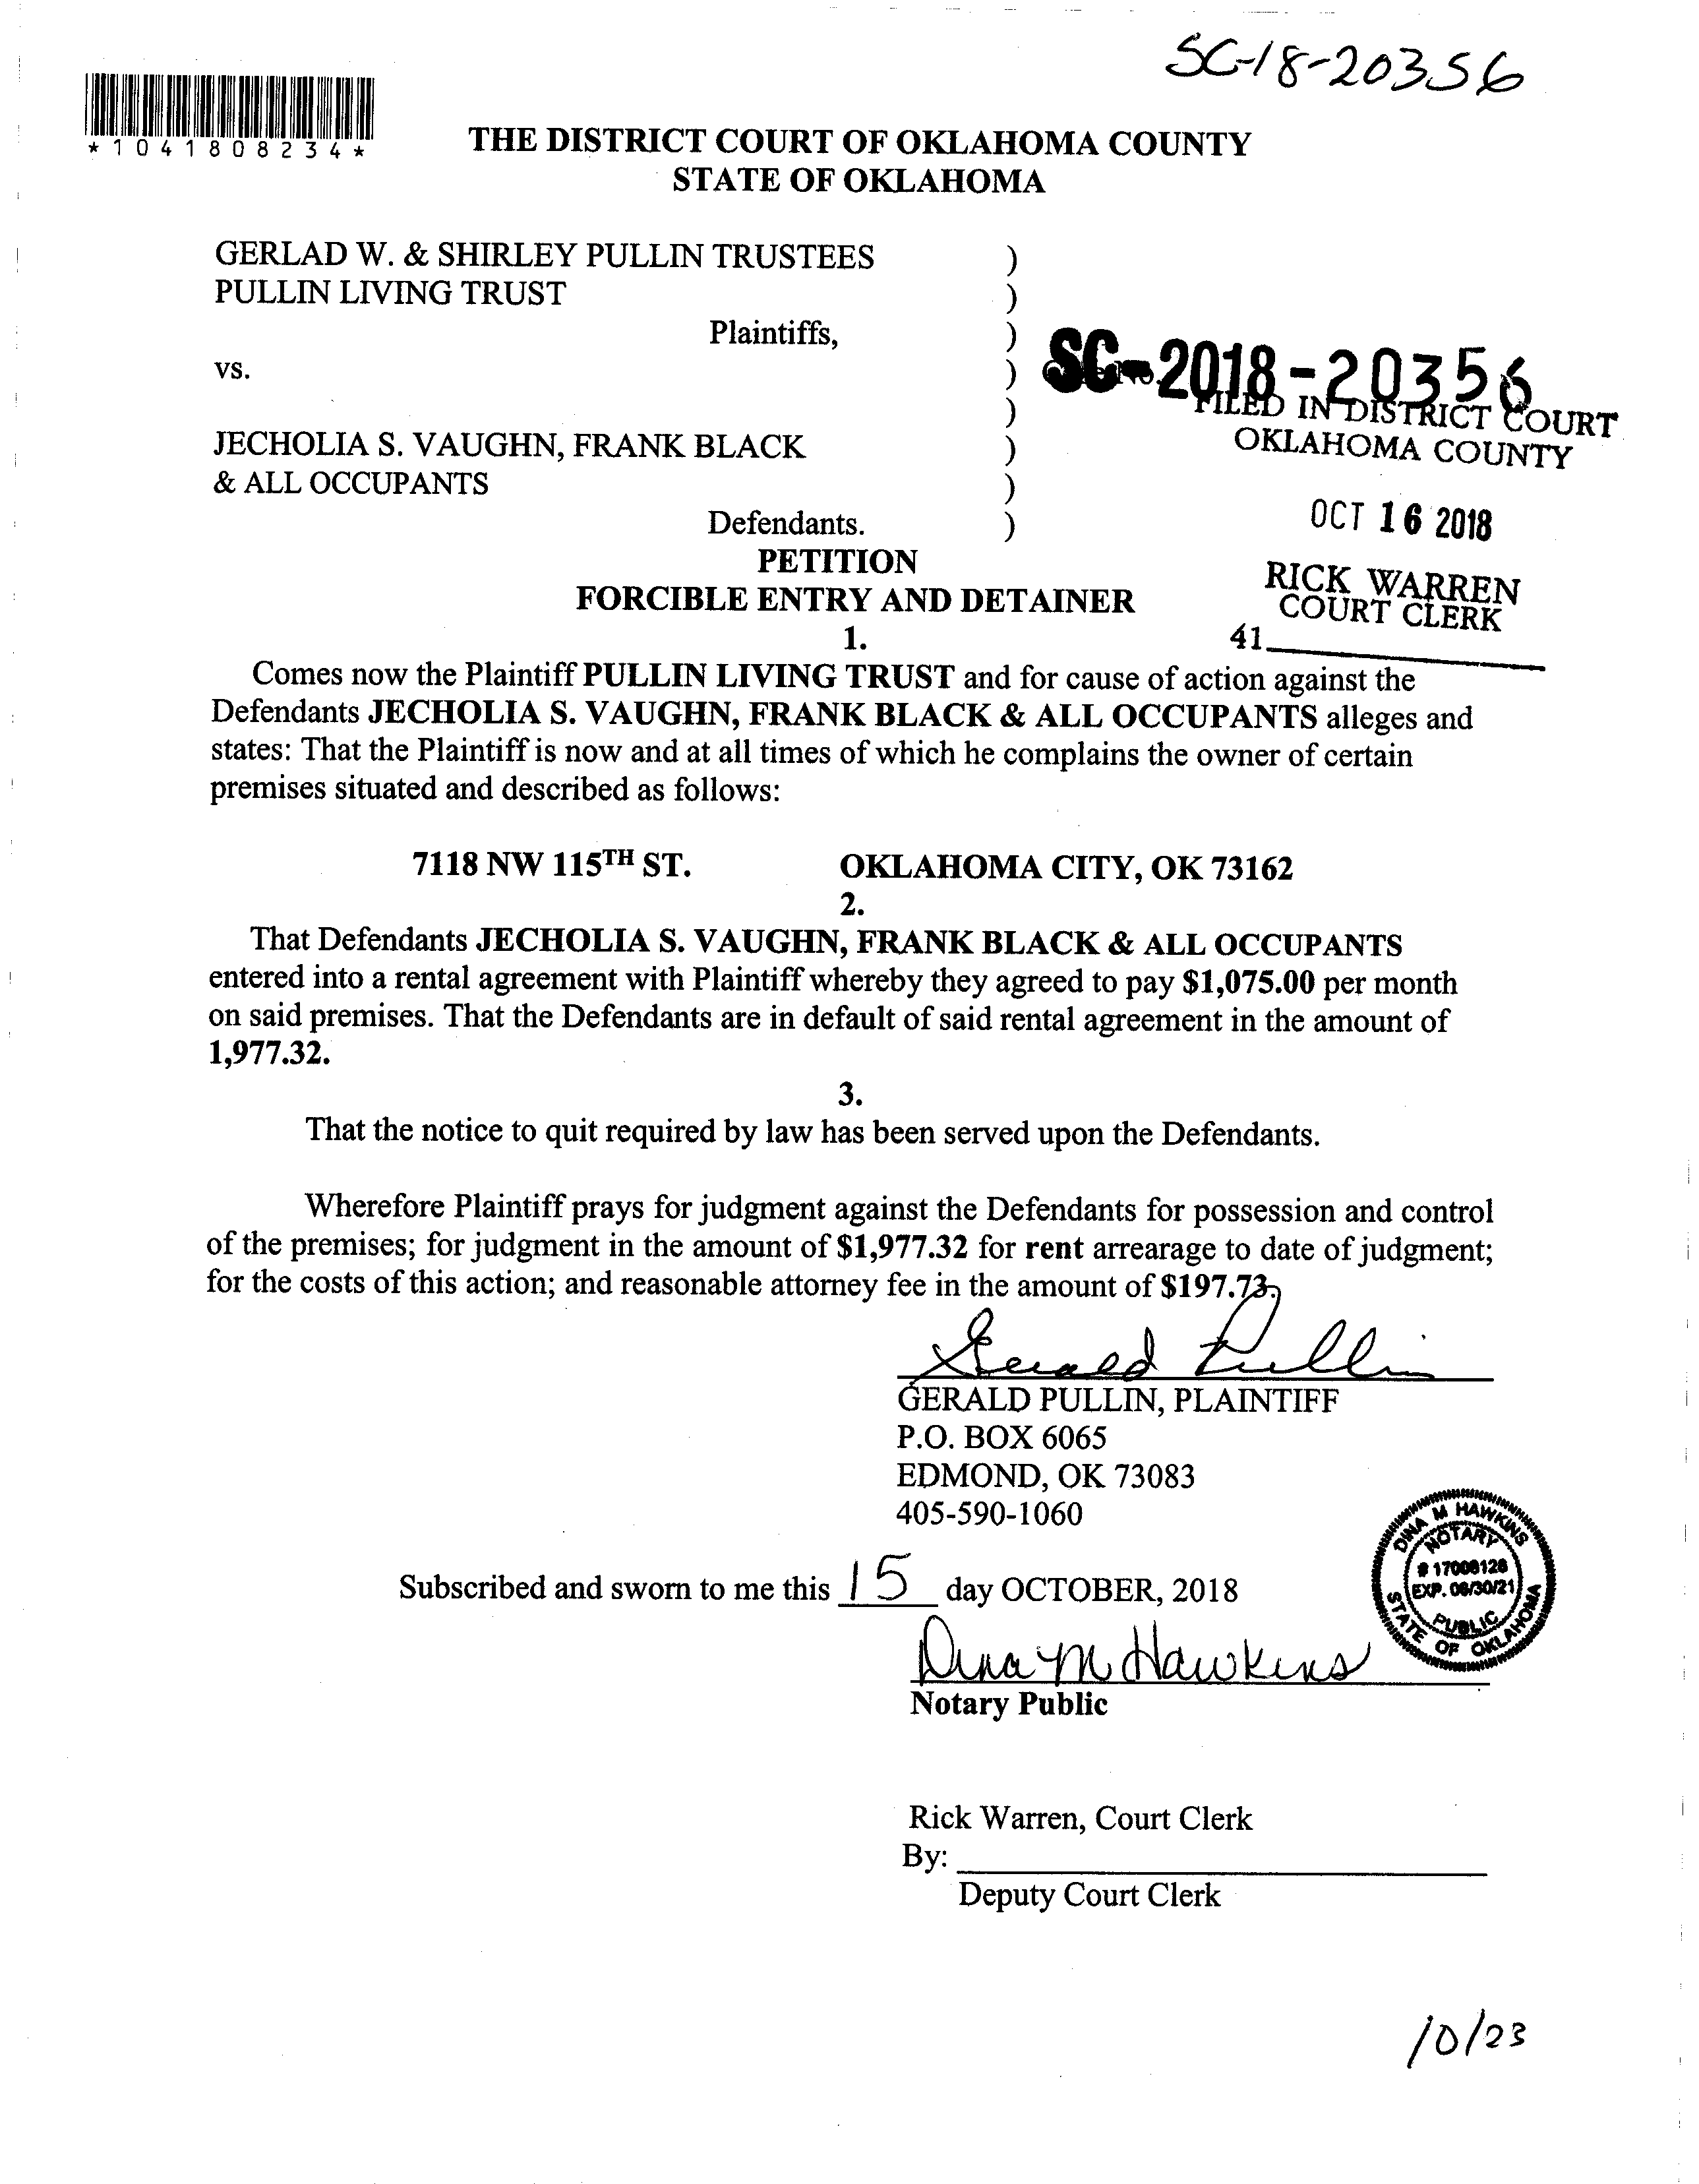 SC-18-20356
*1041808234*
THE DISTRICT COURT OF OKLAHOMA COUNTY
STATE OF OKLAHOMA
GERLAD W. & SHIRLEY PULLIN TRUSTEES )
PULLIN LIVING TRUST )
Plaintiffs, )
vs. ) SC-2018-20356
) FILED IN DISTRICT COURT
JECHOLIA S. VAUGHN, FRANK BLACK ) OKLAHOMA COUNTY
& ALL OCCUPANTS )
Defendants. ) OCT 16 2018
PETITION
FORCIBLE ENTRY AND DETAINER
RICK WARREN
COURT CLERK
41
1.
Comes now the Plaintiff PULLIN LIVING TRUST and for cause of action against the
Defendants JECHOLIA S. VAUGHN, FRANK BLACK & ALL OCCUPANTS alleges and
states: That the Plaintiff is now and at all times of which he complains the owner of certain
premises situated and described as follows:
7118 NW 115TH ST. OKLAHOMA CITY, OK 73162
2.
That Defendants JECHOLIA S. VAUGHN, FRANK BLACK & ALL OCCUPANTS
entered into a rental agreement with Plaintiff whereby they agreed to pay $1,075.00 per month
on said premises. That the Defendants are in default of said rental agreement in the amount of
1,977.32.
3.
That the notice to quit required by law has been served upon the Defendants.
Wherefore Plaintiff prays for judgment against the Defendants for possession and control
of the premises; for judgment in the amount of $1,977.32 for rent arrearage to date of judgment;
for the costs of this action; and reasonable attorney fee in the amount of $197.73.
Gerald Pullin
GERALD PULLIN, PLAINTIFF
P.O. BOX 6065
EDMOND, OK 73083
405-590-1060
DINA M HAWKINS
NOTARY
# 17006126
EXP. 06/30/21
PUBLIC
STATE OF OKLAHOMA
Subscribed and sworn to me this 15 day OCTOBER, 2018
Dina M Hawkins
Notary Public
Rick Warren, Court Clerk
By:
Deputy Court Clerk
10/23